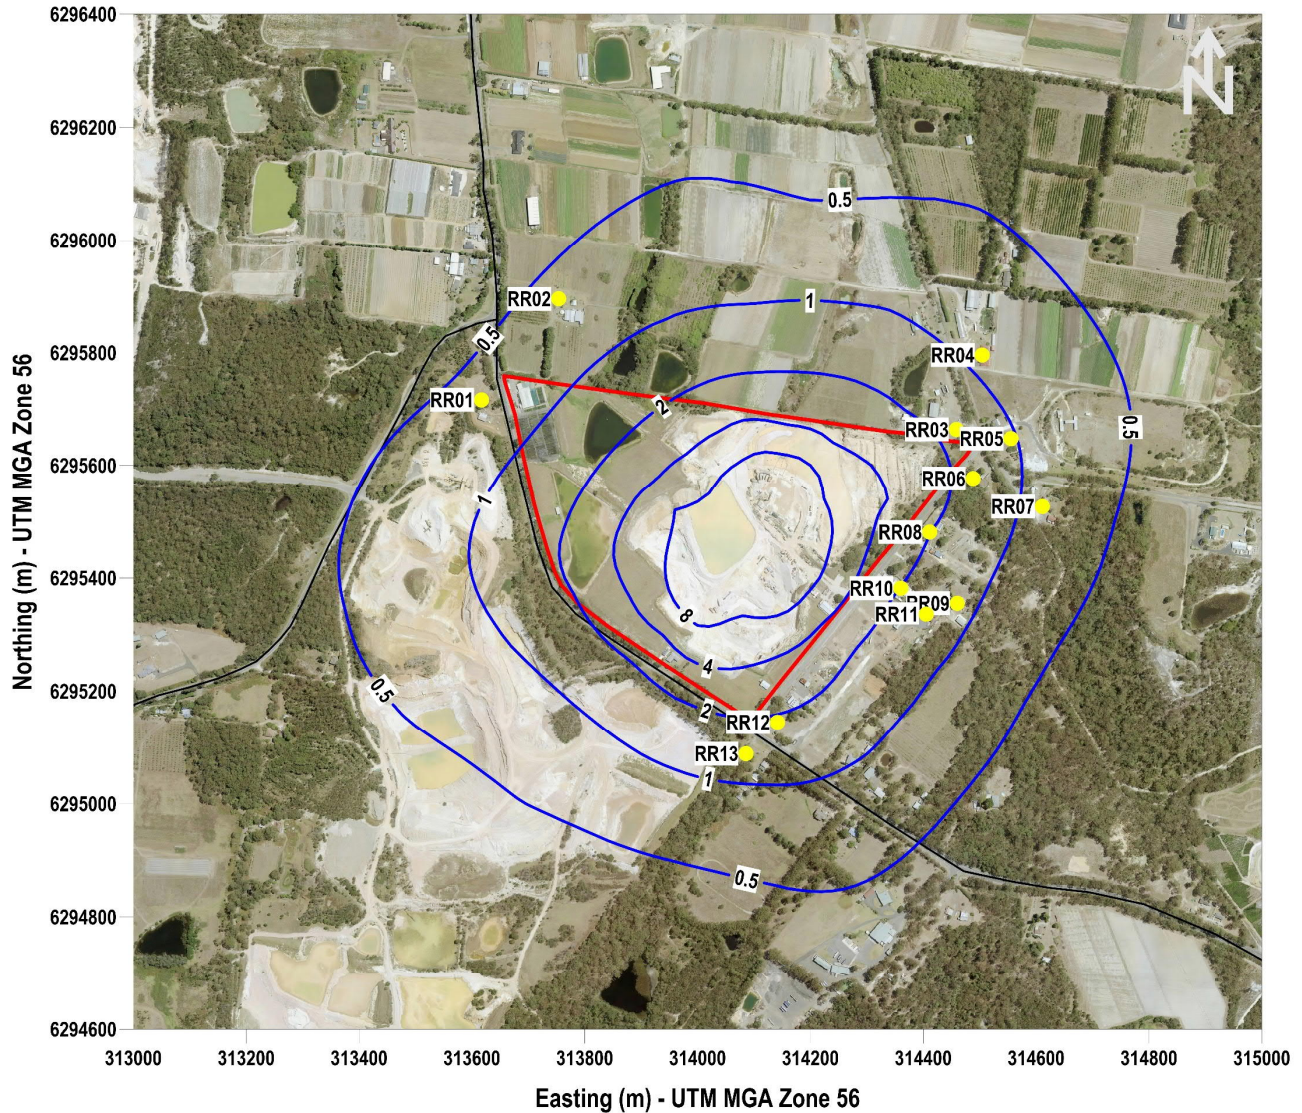 6296400
N
6296200
0.5
6296000
RR02
1
0.5
6295800
RR04
RR01
2
RR03
RR05
0.5
6295600
RR06
1
RR07
RR08
6295400
RR10
RR09
8
RR11
4
0.5
6295200
2
RR12
RR13
1
6295000
0.5
6294800
6294600
313000 313200 313400 313600 313800 314000 314200 314400 314600 314800 315000
Easting (m) - UTM MGA Zone 56
Northing (m) - UTM MGA Zone 56